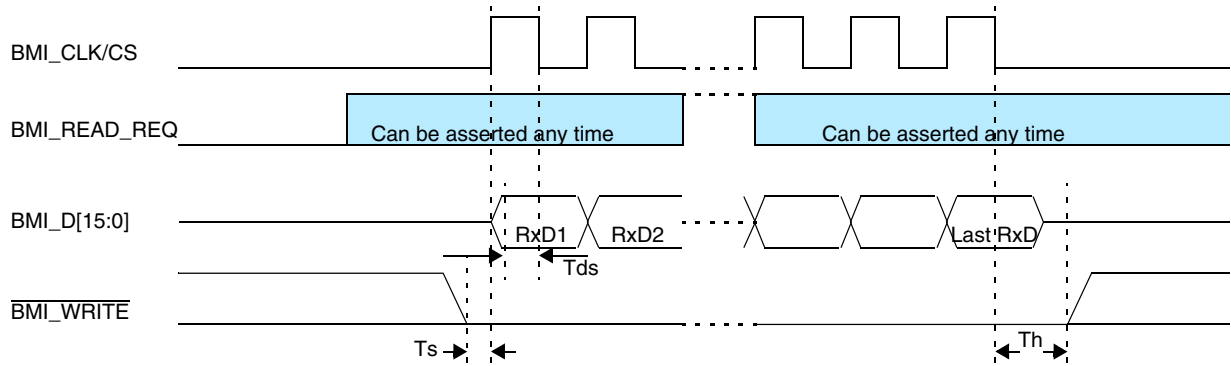 BMI_CLK/CS
BMI_READ_REQ
Can be asserted any time
Can be asserted any time
BMI_D[15:0]
RxD1
RxD2
Last RxD
Tds
BMI_WRITE
Ts
Th